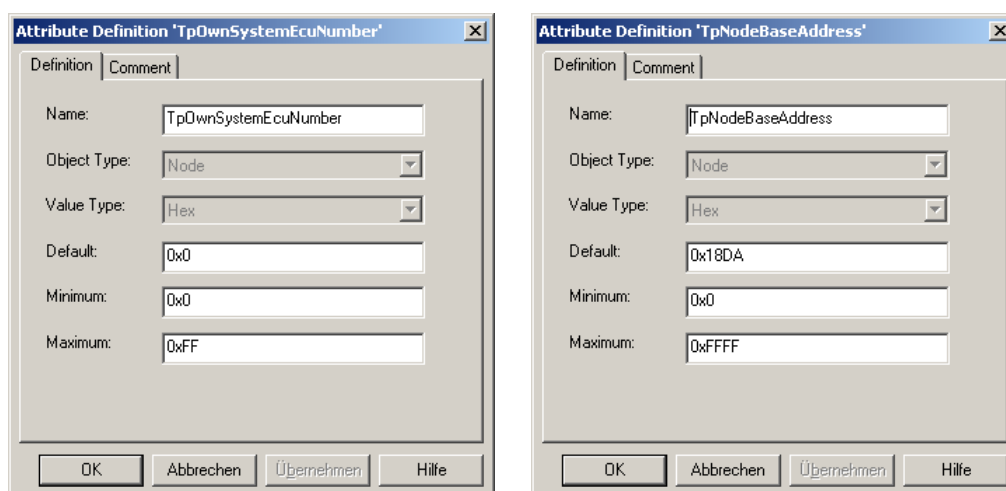 Attribute Definition 'TpOwnSystemEcuNumber'
Definition Comment
Name: TpOwnSystemEcuNumber
Object Type: Node
Value Type: Hex
Default: 0x0
Minimum: 0x0
Maximum: 0xFF
OK Abbrechen Übernehmen Hilfe
Attribute Definition 'TpNodeBaseAddress'
Definition Comment
Name: TpNodeBaseAddress
Object Type: Node
Value Type: Hex
Default: 0x18DA
Minimum: 0x0
Maximum: 0xFFFF
OK Abbrechen Übernehmen Hilfe